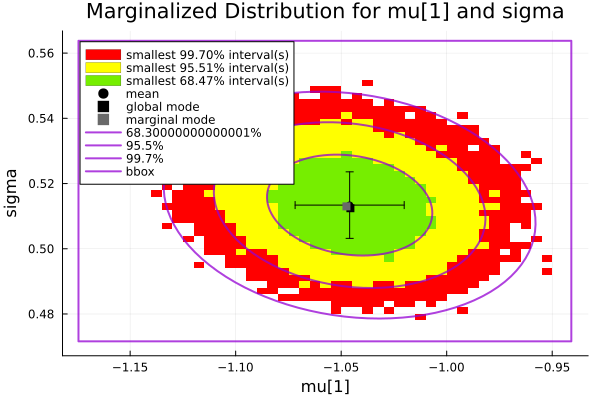 Marginalized Distribution for mu[1] and sigma
sigma
0.56
0.54
0.52
0.50
0.48
smallest 99.70% interval(s)
smallest 95.51% interval(s)
smallest 68.47% interval(s)
mean
global mode
marginal mode
68.30000000000001%
95.5%
99.7%
bbox
−1.15 −1.10 −1.05 −1.00 −0.95
mu[1]